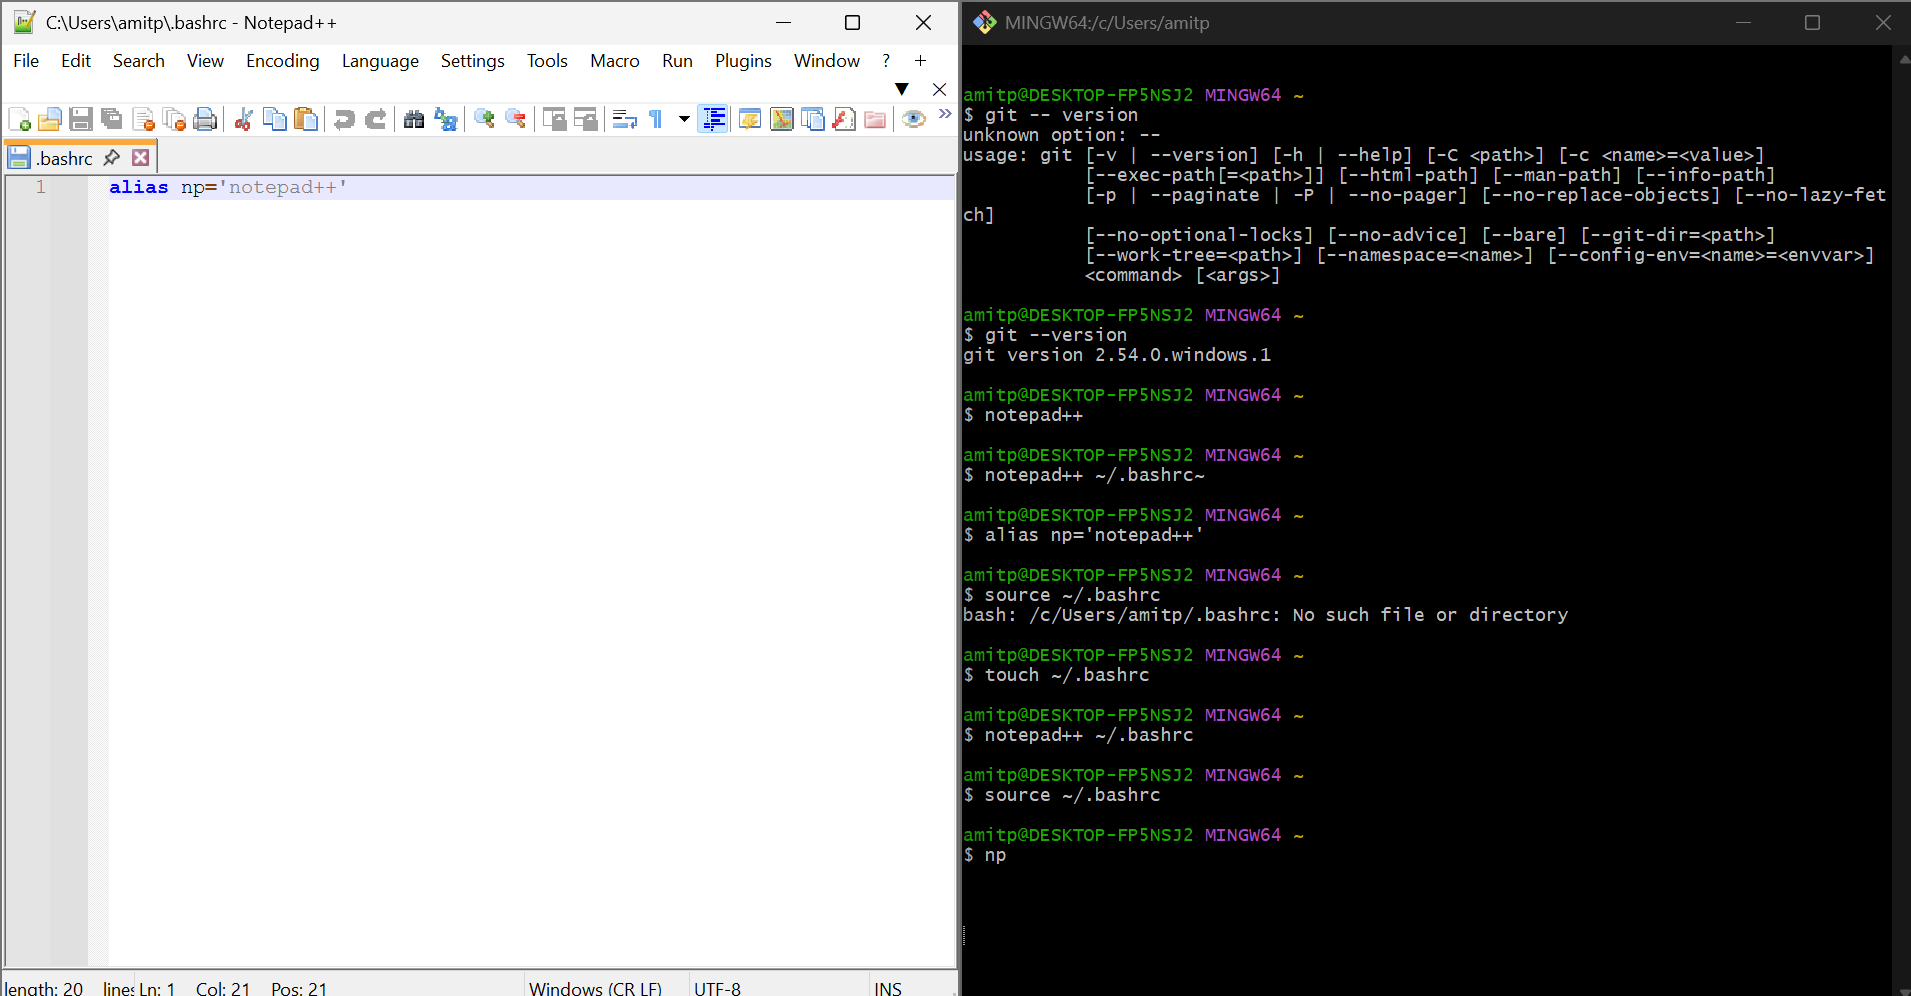 C:\Users\amitp\.bashrc - Notepad++
File Edit Search View Encoding Language Settings Tools Macro Run Plugins Window ? +
.bashrc
1 alias np='notepad++'
length: 20 lines Ln: 1 Col: 21 Pos: 21 Windows (CR LF) UTF-8 INS
MINGW64:/c/Users/amitp
amitp@DESKTOP-FP5NSJ2 MINGW64 ~
$ git -- version
unknown option: --
usage: git [-v | --version] [-h | --help] [-C <path>] [-c <name>=<value>]
[--exec-path[=<path>]] [--html-path] [--man-path] [--info-path]
[-p | --paginate | -P | --no-pager] [--no-replace-objects] [--no-lazy-fet
ch]
[--no-optional-locks] [--no-advice] [--bare] [--git-dir=<path>]
[--work-tree=<path>] [--namespace=<name>] [--config-env=<name>=<envvar>]
<command> [<args>]
amitp@DESKTOP-FP5NSJ2 MINGW64 ~
$ git --version
git version 2.54.0.windows.1
amitp@DESKTOP-FP5NSJ2 MINGW64 ~
$ notepad++
amitp@DESKTOP-FP5NSJ2 MINGW64 ~
$ notepad++ ~/.bashrc~
amitp@DESKTOP-FP5NSJ2 MINGW64 ~
$ alias np='notepad++'
amitp@DESKTOP-FP5NSJ2 MINGW64 ~
$ source ~/.bashrc
bash: /c/Users/amitp/.bashrc: No such file or directory
amitp@DESKTOP-FP5NSJ2 MINGW64 ~
$ touch ~/.bashrc
amitp@DESKTOP-FP5NSJ2 MINGW64 ~
$ notepad++ ~/.bashrc
amitp@DESKTOP-FP5NSJ2 MINGW64 ~
$ source ~/.bashrc
amitp@DESKTOP-FP5NSJ2 MINGW64 ~
$ np